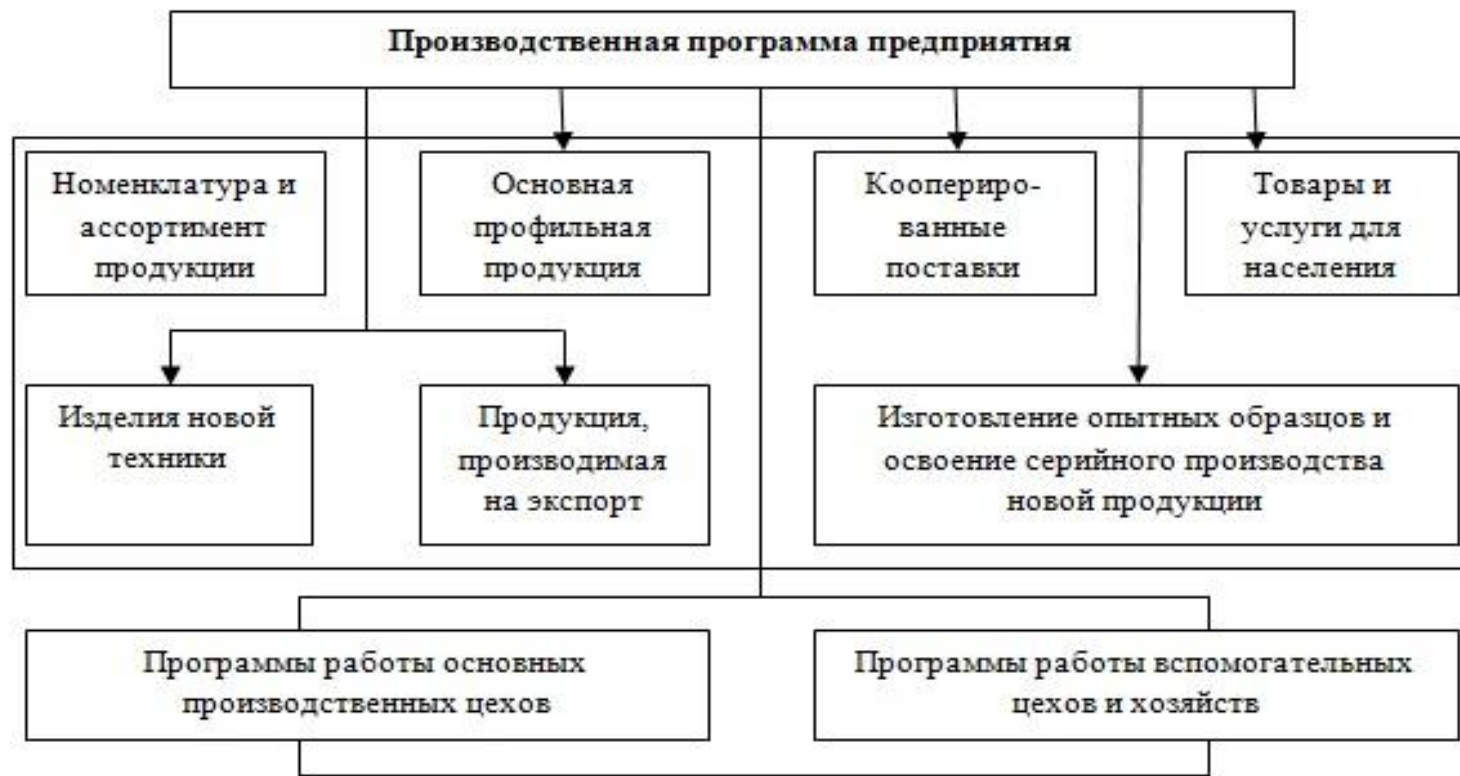 Производственная программа предприятия
Номенклатура и
ассортимент
продукции
Основная
профильная
продукция
Коопериро-
ванные
поставки
Товары и
услуги для
населения
Изделия новой
техники
Продукция,
производимая
на экспорт
Изготовление опытных образцов и
освоение серийного производства
новой продукции
Программы работы основных
производственных цехов
Программы работы вспомогательных
цехов и хозяйств